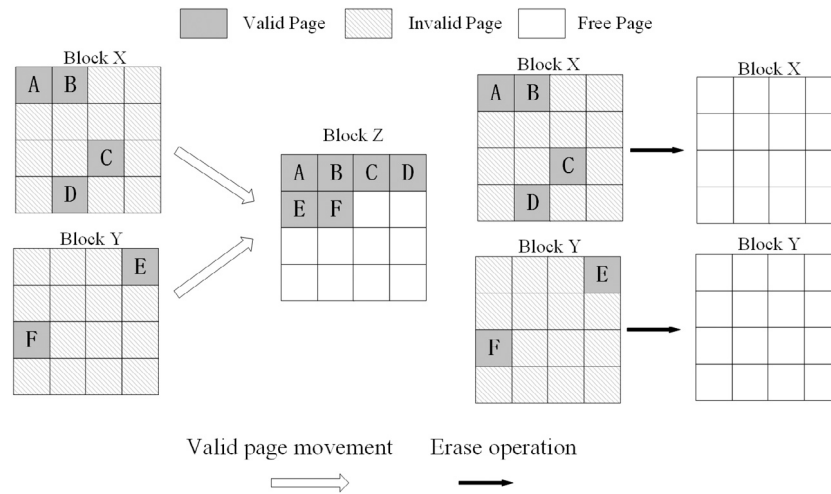 Valid Page Invalid Page Free Page
Block X
A B
C
D
Block Y
E
F
Block Z
A B C D
E F
Block X
A B
C
D
Block Y
E
F
Block X
Block Y
Valid page movement Erase operation